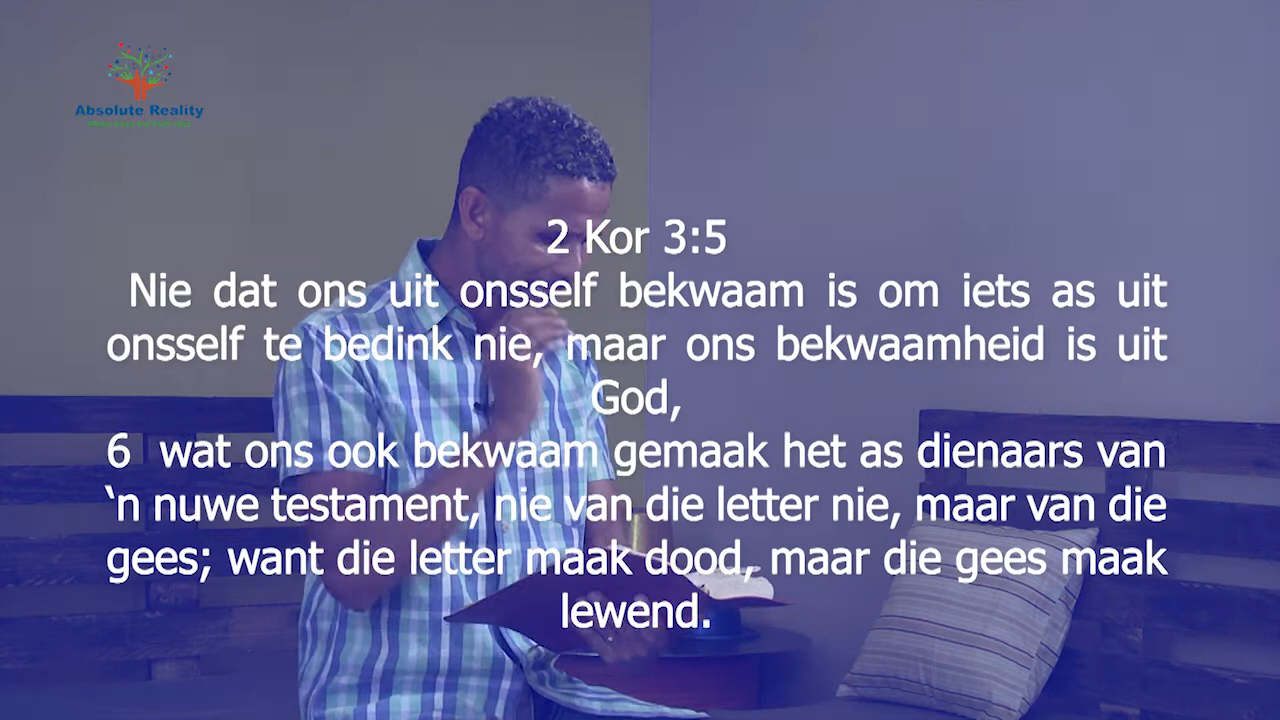 Absolute Reality
2 Kor 3:5
Nie dat ons uit onsself bekwaam is om iets as uit
onsself te bedink nie, maar ons bekwaamheid is uit
God,
6 wat ons ook bekwaam gemaak het as dienaars van
‘n nuwe testament, nie van die letter nie, maar van die
gees; want die letter maak dood, maar die gees maak
lewend.